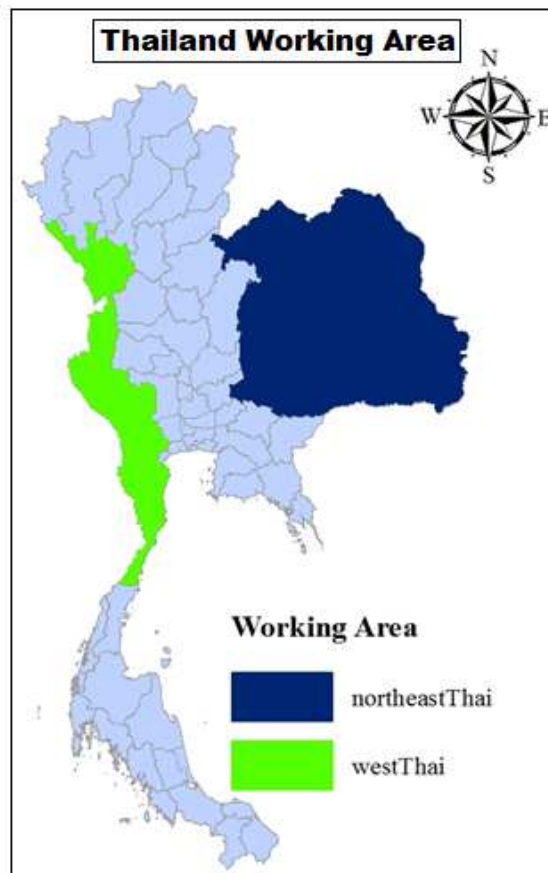 Thailand Working Area
N
W E
S
Working Area
northeastThai
westThai